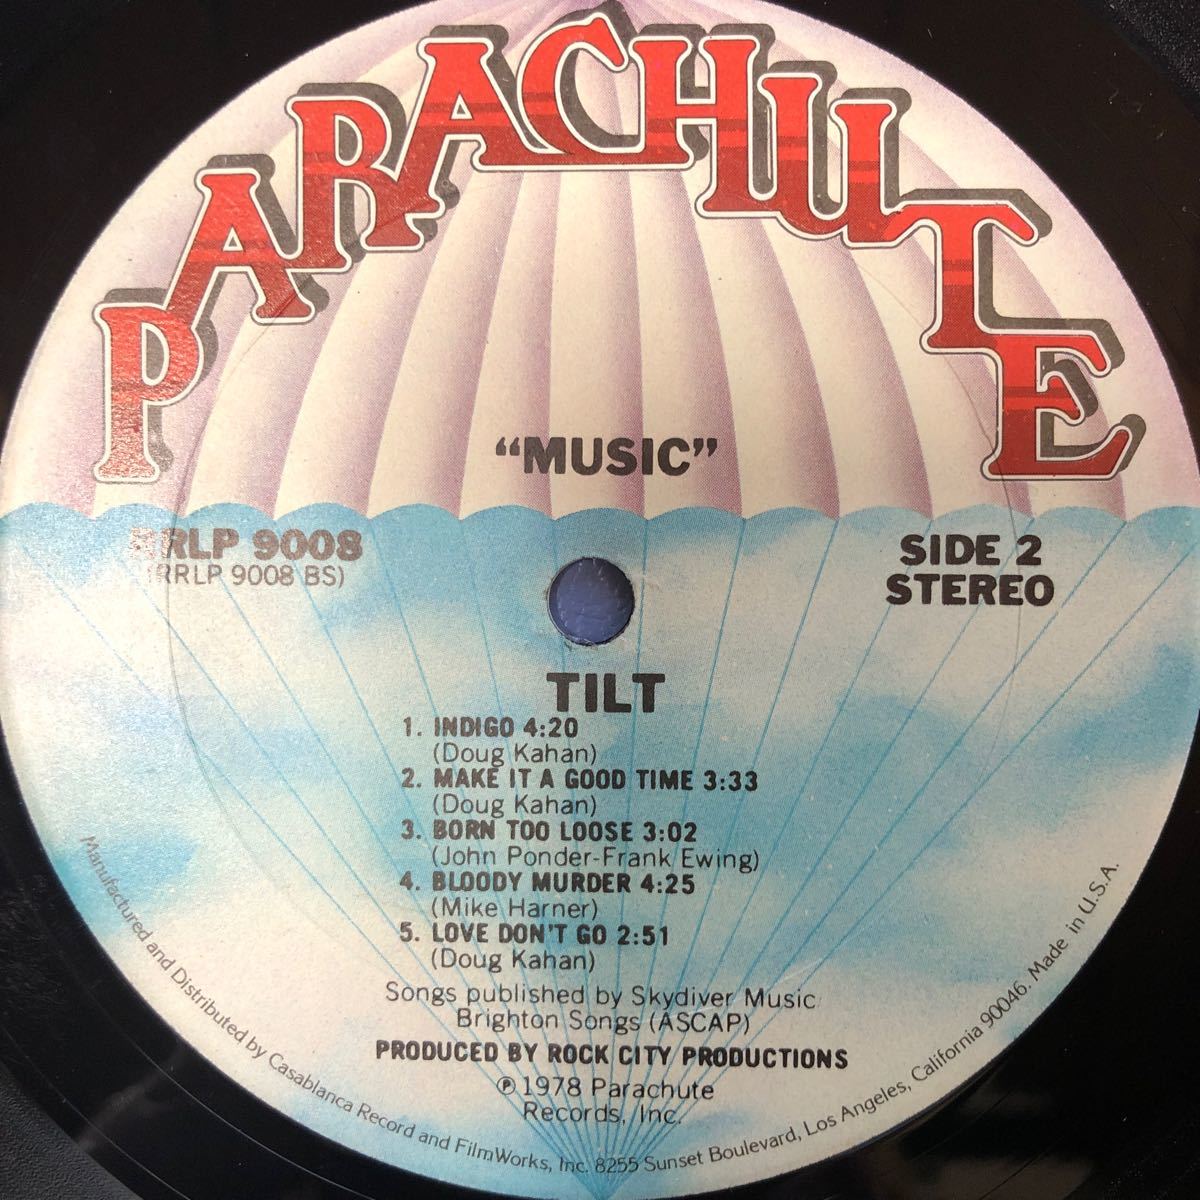 PARACHUTE
“MUSIC”
RRLP 9008
(RRLP 9008 BS)
SIDE 2
STEREO
TILT
1. INDIGO 4:20
(Doug Kahan)
2. MAKE IT A GOOD TIME 3:33
(Doug Kahan)
3. BORN TOO LOOSE 3:02
(John Ponder-Frank Ewing)
4. BLOODY MURDER 4:25
(Mike Harner)
5. LOVE DON'T GO 2:51
(Doug Kahan)
Songs published by Skydiver Music
Brighton Songs (ASCAP)
PRODUCED BY ROCK CITY PRODUCTIONS
℗ 1978 Parachute
Records, Inc.
Manufactured and Distributed by Casablanca Record and FilmWorks, Inc. 8255 Sunset Boulevard, Los Angeles, California 90046. Made in U.S.A.